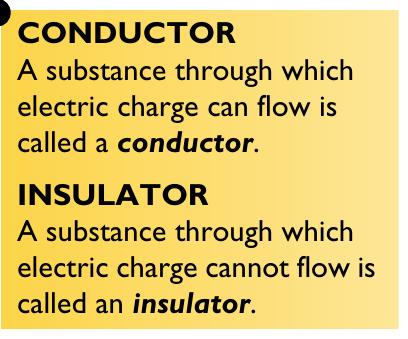 CONDUCTOR
A substance through which
electric charge can flow is
called a conductor.
INSULATOR
A substance through which
electric charge cannot flow is
called an insulator.